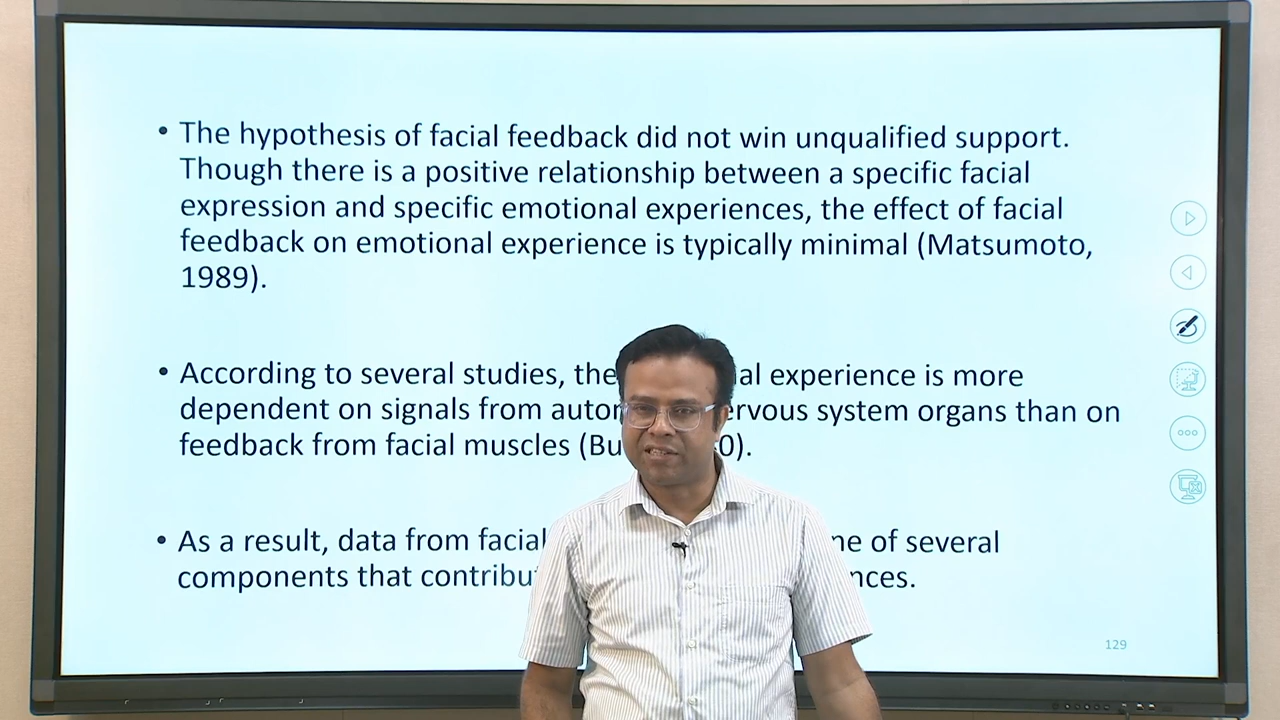 • The hypothesis of facial feedback did not win unqualified support.
Though there is a positive relationship between a specific facial
expression and specific emotional experiences, the effect of facial
feedback on emotional experience is typically minimal (Matsumoto,
1989).
• According to several studies, the al experience is more
dependent on signals from auton ervous system organs than on
feedback from facial muscles (Bu 0).
• As a result, data from facial ne of several
components that contribut nces.
129